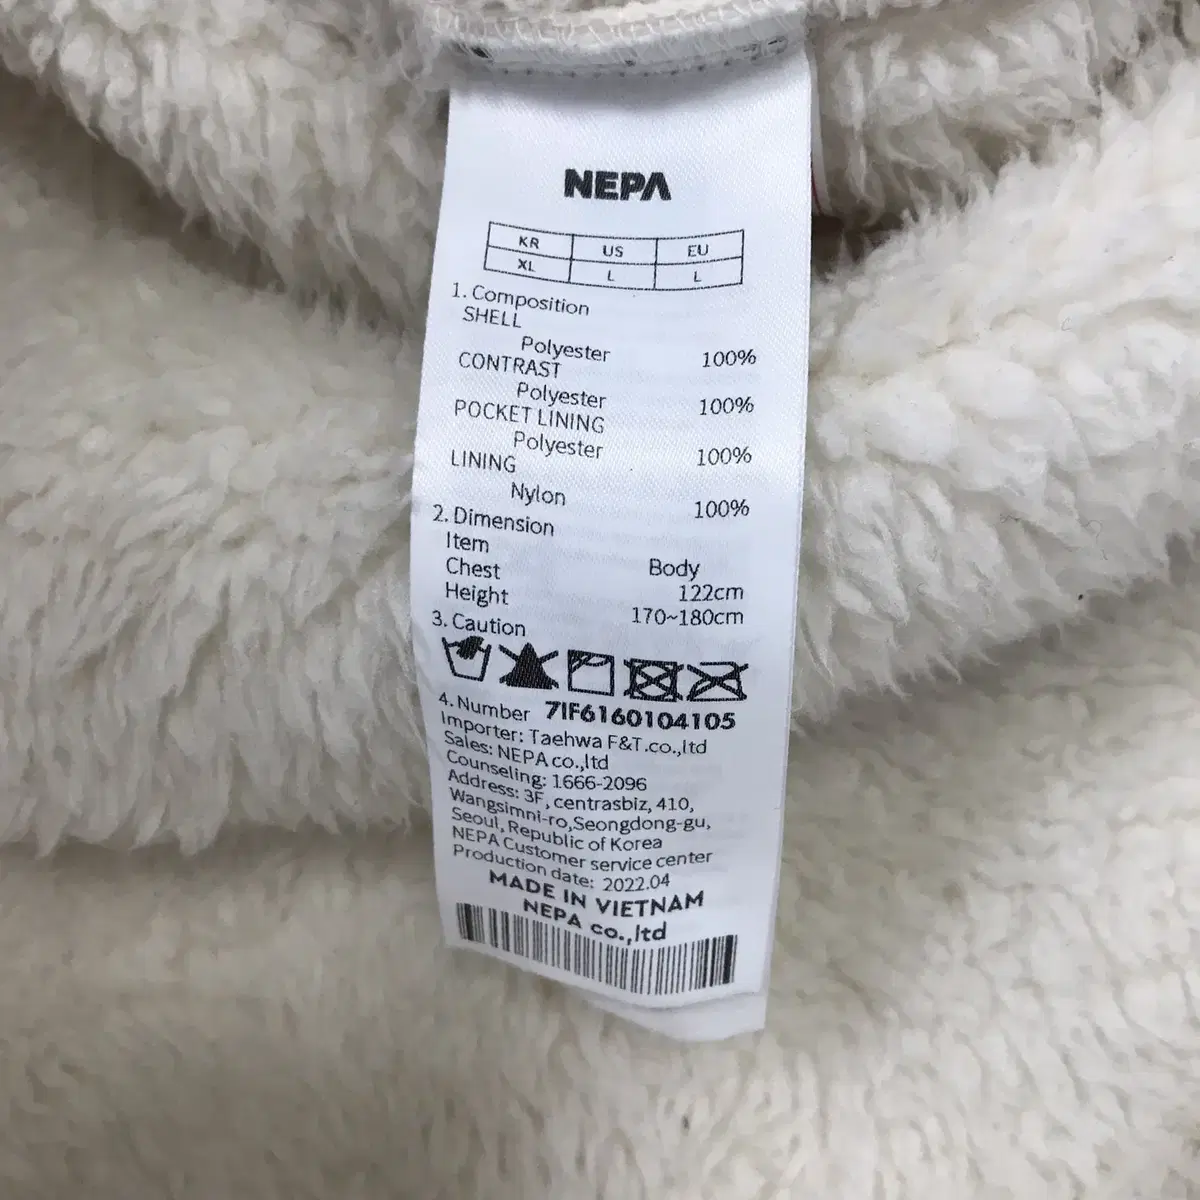 NEPA
KR US EU
XL L L
1. Composition
SHELL
Polyester 100%
CONTRAST
Polyester 100%
POCKET LINING
Polyester 100%
LINING
Nylon 100%
2. Dimension
Item Body
Chest 122cm
Height 170~180cm
3. Caution
4. Number 7IF6160104105
Importer: Taehwa F&T.co.,ltd
Sales: NEPA co.,ltd
Counseling: 1666-2096
Address: 3F, centrasbiz, 410,
Wangsimni-ro,Seongdong-gu,
Seoul, Republic of Korea
NEPA Customer service center
Production date: 2022.04
MADE IN VIETNAM
NEPA co.,ltd